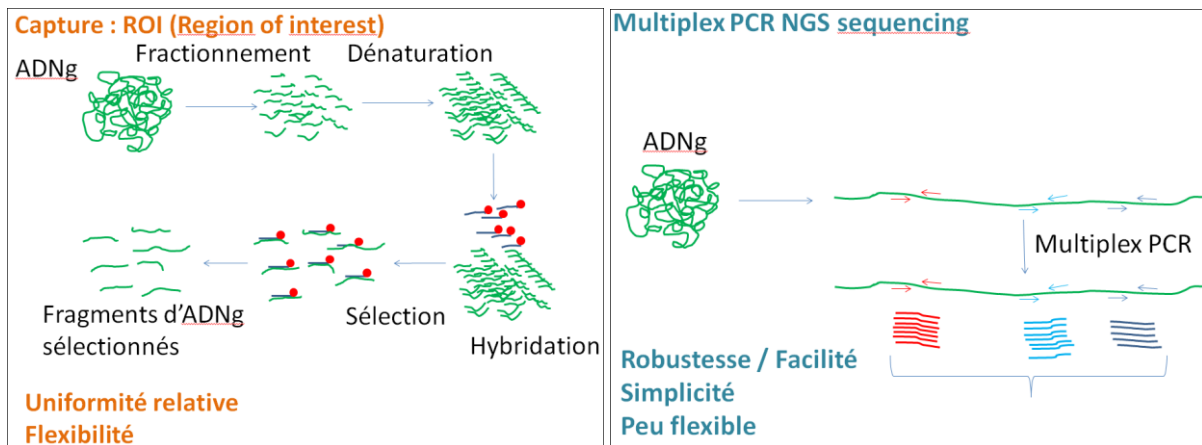 Capture : ROI (Region of interest)
ADNg
Fractionnement
Dénaturation
Fragments d'ADNg
sélectionnés
Sélection
Hybridation
Uniformité relative
Flexibilité
Multiplex PCR NGS sequencing
ADNg
Multiplex PCR
Robustesse / Facilité
Simplicité
Peu flexible